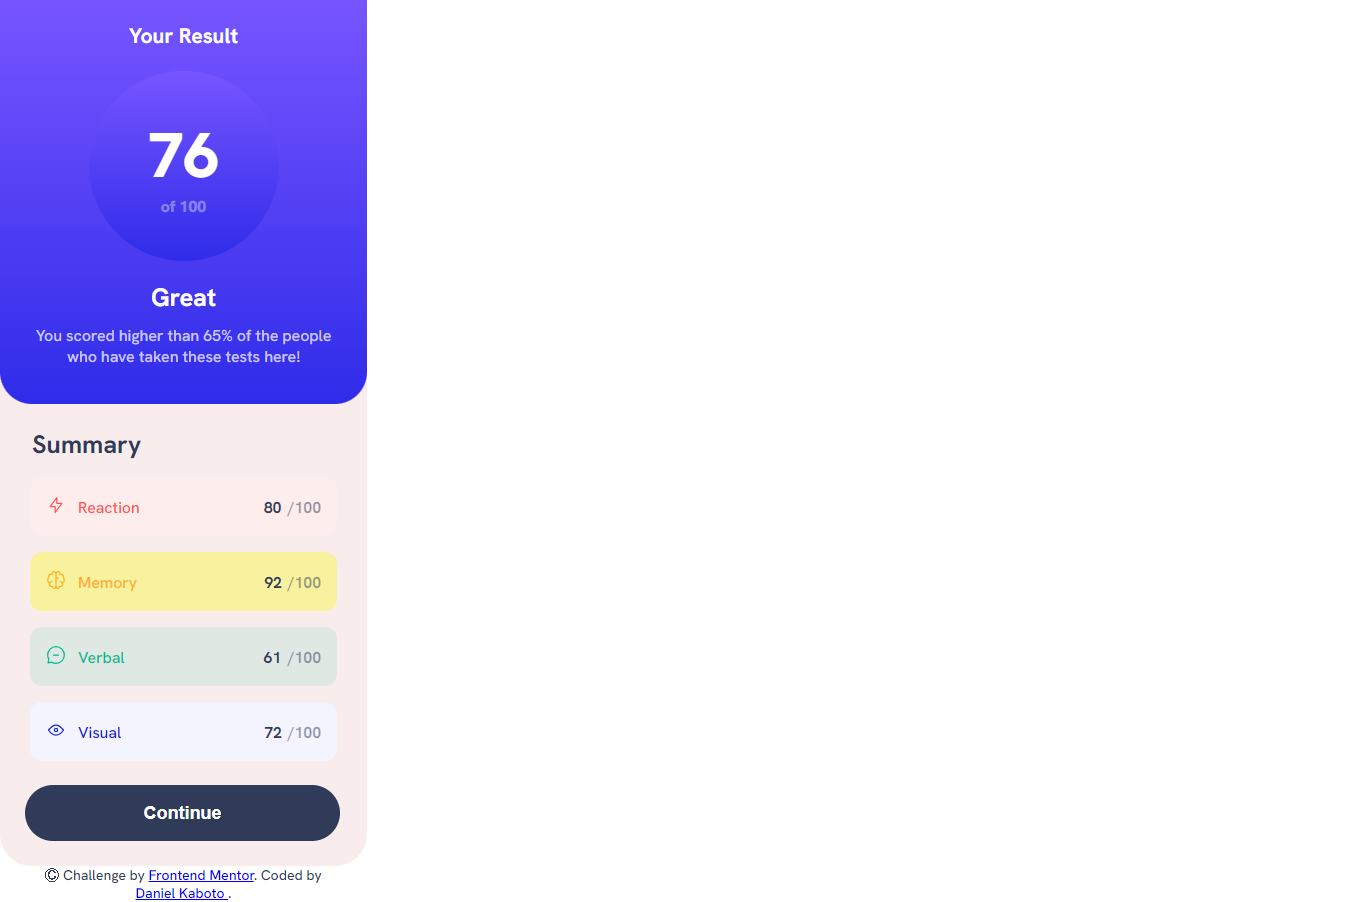 Your Result
76
of 100
Great
You scored higher than 65% of the people
who have taken these tests here!
Summary
Reaction 80 /100
Memory 92 /100
Verbal 61 /100
Visual 72 /100
Continue
© Challenge by Frontend Mentor. Coded by
Daniel Kaboto .